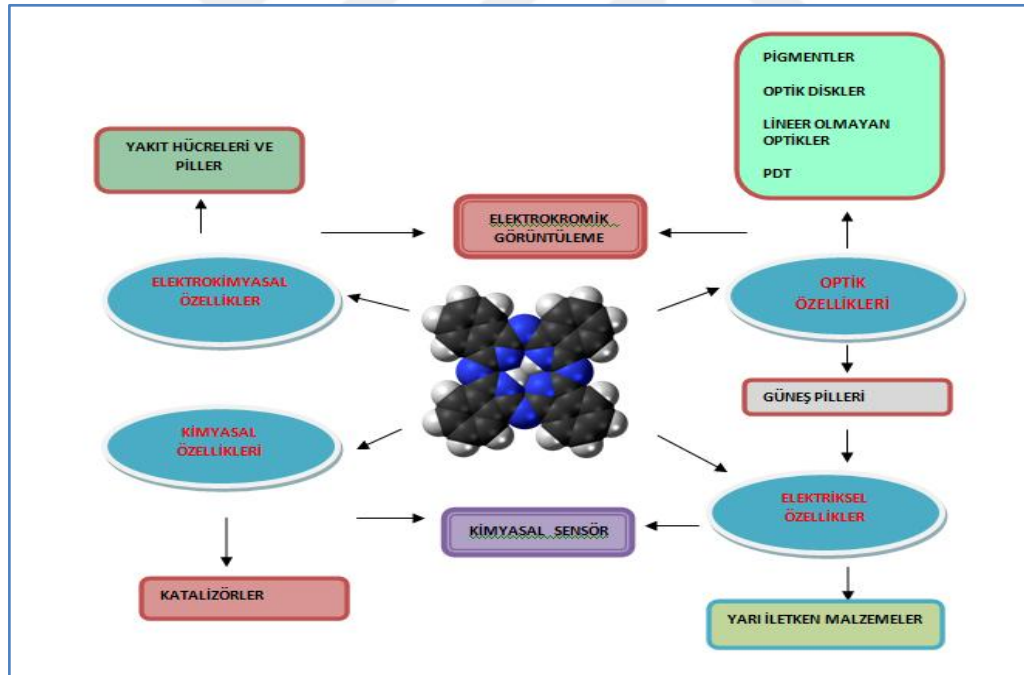 PİGMENTLER
OPTİK DİSKLER
LİNEER OLMAYAN
OPTİKLER
PDT
YAKIT HÜCRELERİ VE
PİLLER
ELEKTROKROMİK
GÖRÜNTÜLEME
ELEKTROKİMYASAL
ÖZELLİKLER
OPTİK
ÖZELLİKLERİ
GÜNEŞ PİLLERİ
KİMYASAL
ÖZELLİKLERİ
ELEKTRİKSEL
ÖZELLİKLER
KİMYASAL SENSÖR
KATALİZÖRLER
YARI İLETKEN MALZEMELER